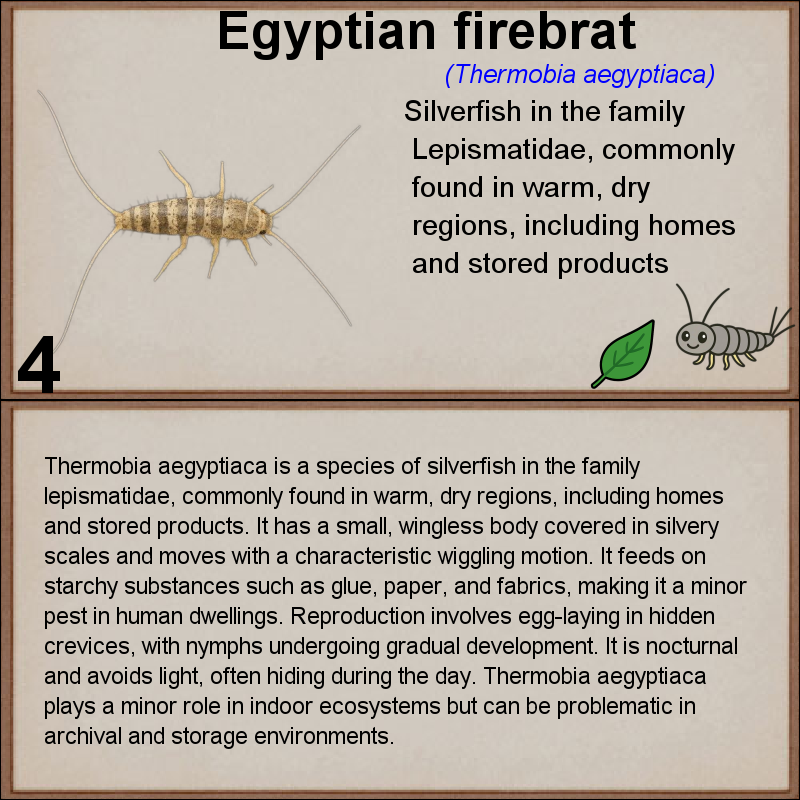 Egyptian firebrat
(Thermobia aegyptiaca)
Silverfish in the family
Lepismatidae, commonly
found in warm, dry
regions, including homes
and stored products
4
Thermobia aegyptiaca is a species of silverfish in the family
lepismatidae, commonly found in warm, dry regions, including homes
and stored products. It has a small, wingless body covered in silvery
scales and moves with a characteristic wiggling motion. It feeds on
starchy substances such as glue, paper, and fabrics, making it a minor
pest in human dwellings. Reproduction involves egg-laying in hidden
crevices, with nymphs undergoing gradual development. It is nocturnal
and avoids light, often hiding during the day. Thermobia aegyptiaca
plays a minor role in indoor ecosystems but can be problematic in
archival and storage environments.